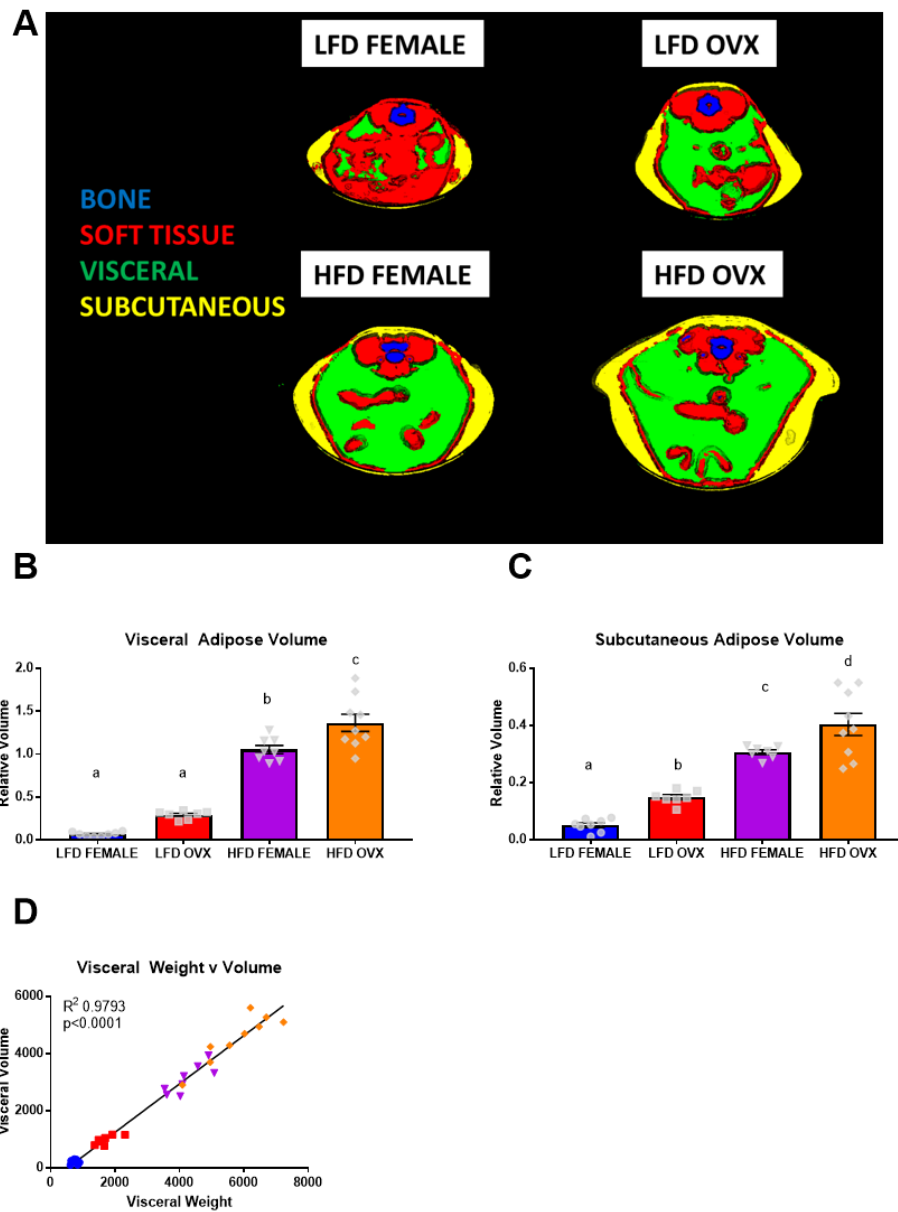 A
LFD FEMALE
LFD OVX
BONE
SOFT TISSUE
VISCERAL
SUBCUTANEOUS
HFD FEMALE
HFD OVX
B
Visceral Adipose Volume
Relative Volume
2.0
1.5
1.0
0.5
0.0
a
a
b
c
LFD FEMALE
LFD OVX
HFD FEMALE
HFD OVX
C
Subcutaneous Adipose Volume
Relative Volume
0.6
0.4
0.2
0.0
a
b
c
d
LFD FEMALE
LFD OVX
HFD FEMALE
HFD OVX
D
Visceral Weight v Volume
R² 0.9793
p<0.0001
Visceral Volume
6000
4000
2000
0
0
2000
4000
6000
8000
Visceral Weight